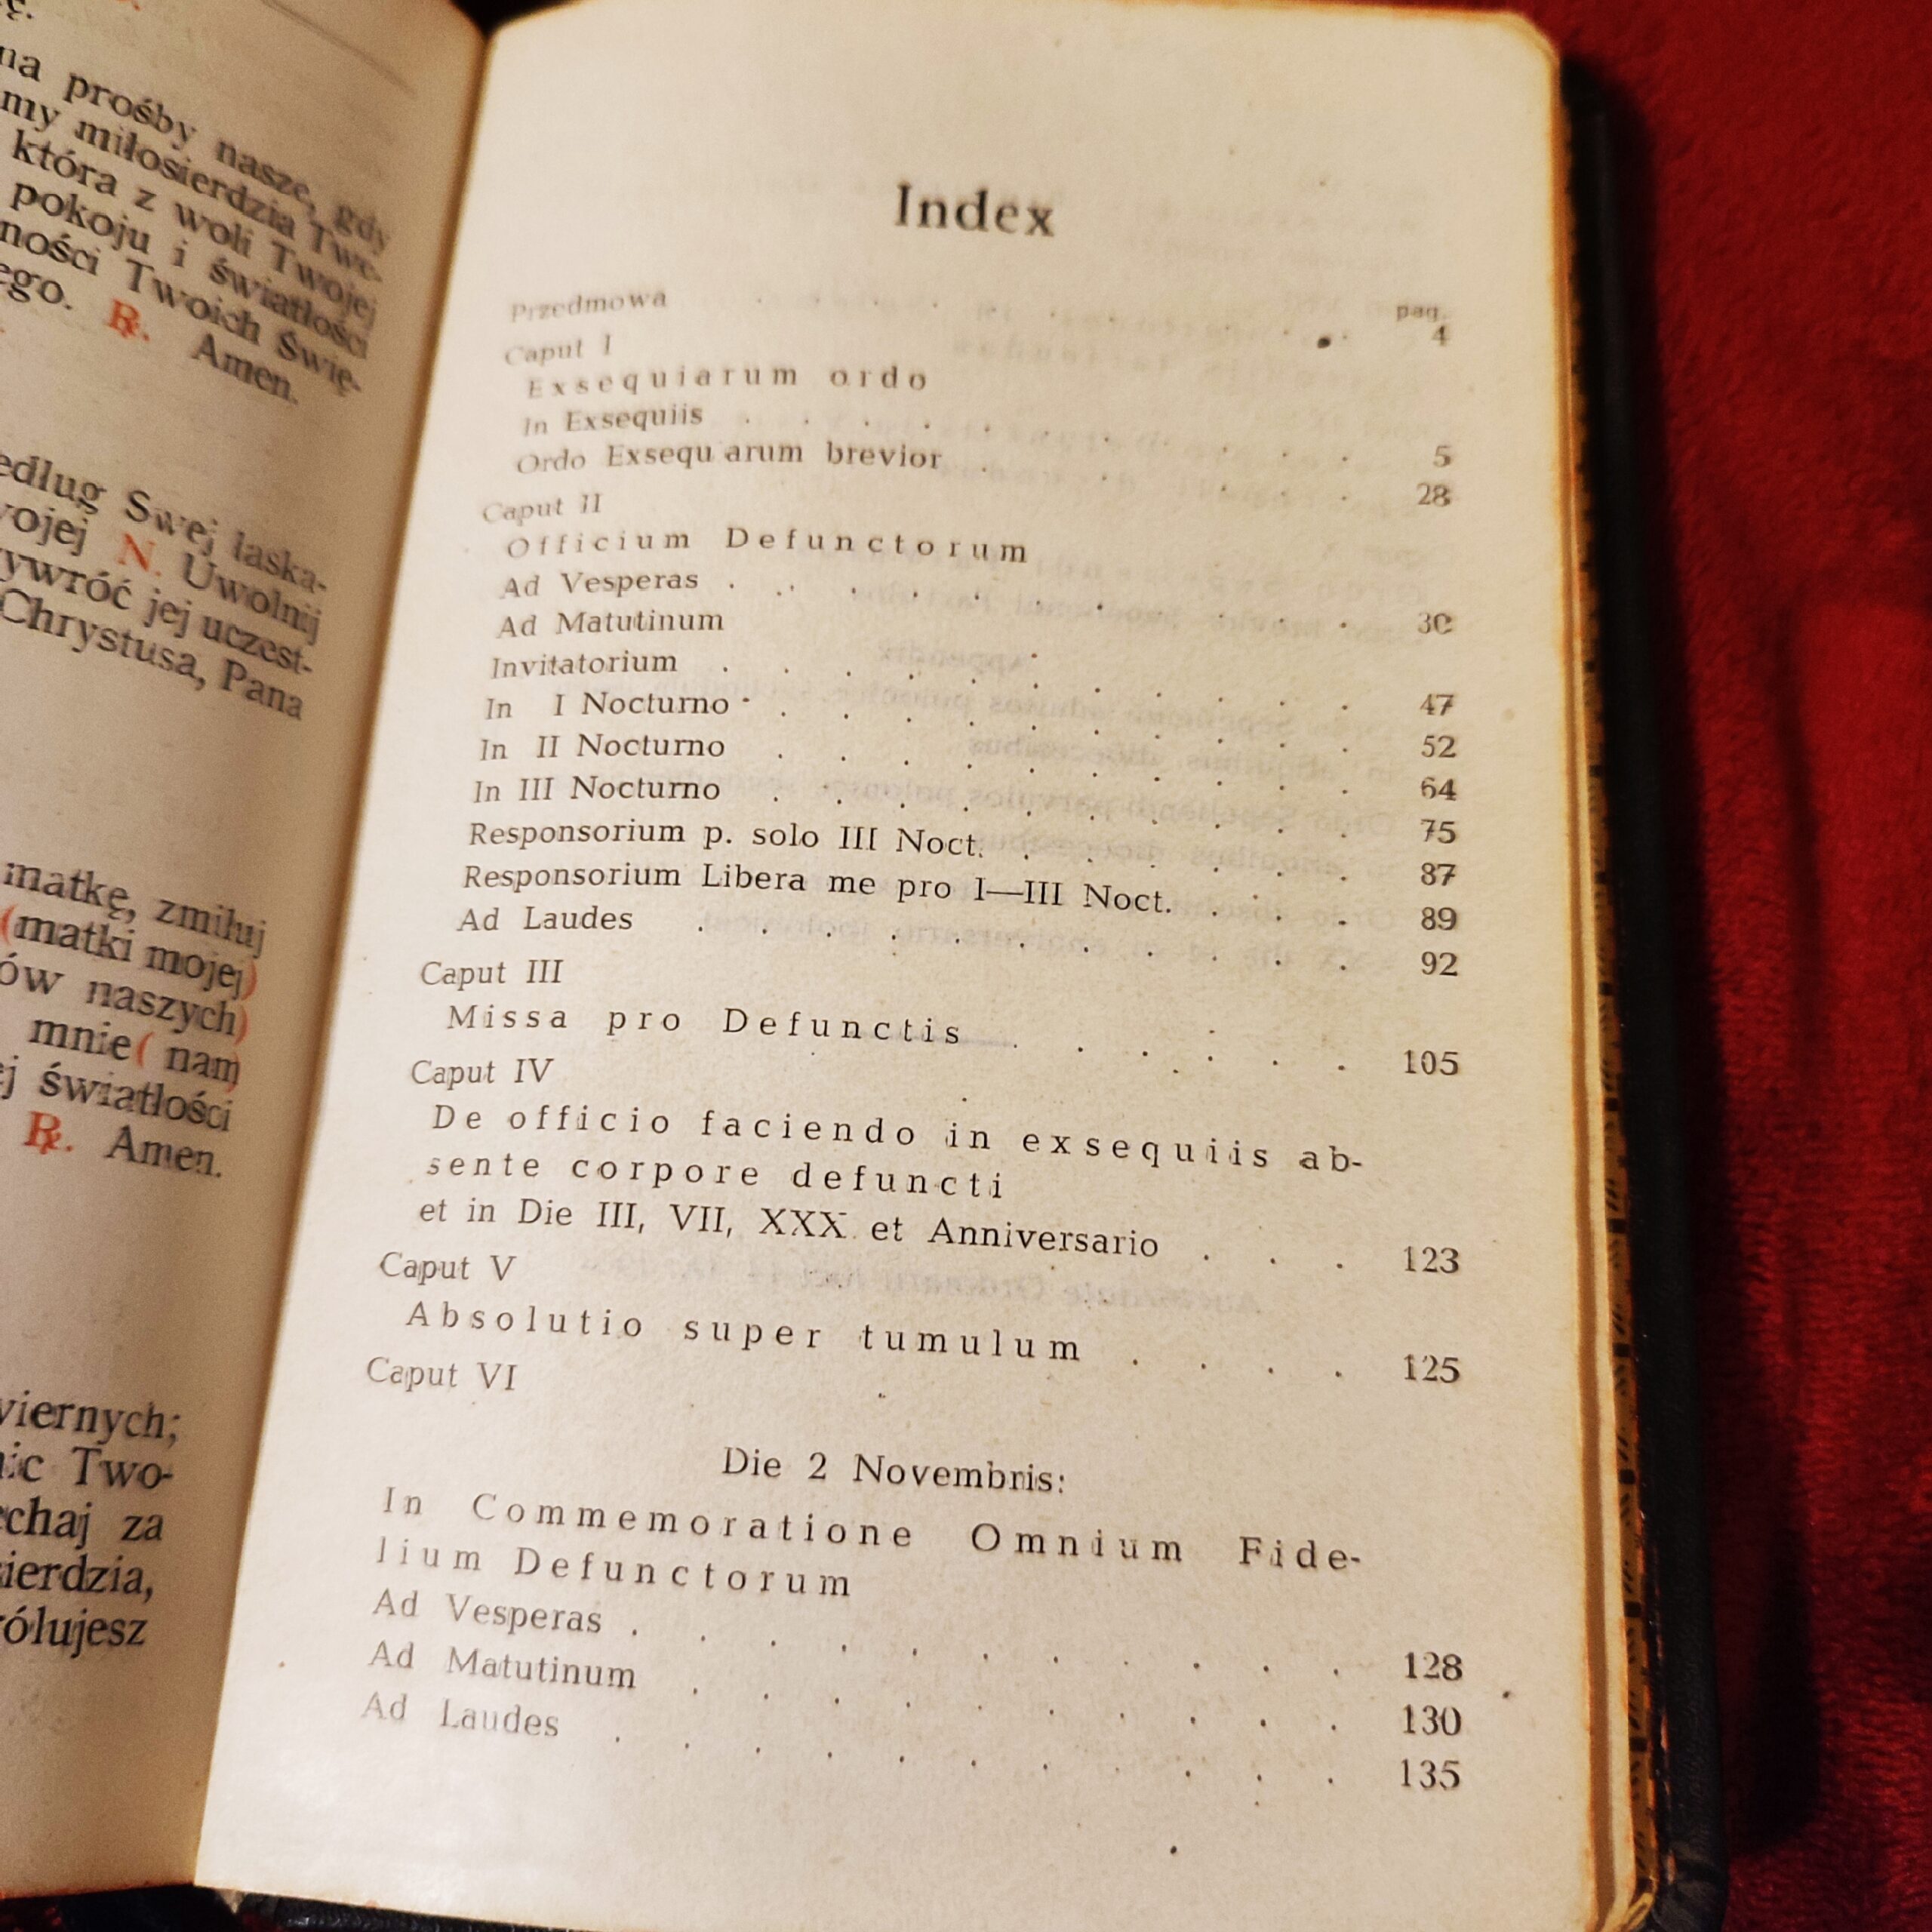 ę.
na prośby nasze, gdy
my miłosierdzia Two-
która z woli Twojej
pokoju i światłości
ności Twoich Świę-
ego. ℟. Amen.
edług Swej łaska-
wojej N. Uwolnij
ywróć jej uczest-
Chrystusa, Pana
matkę, zmiłuj
(matki mojej)
ów naszych)
mnie( nam
ej światłości
℟. Amen.
wiernych;
nic Two-
echaj za
sierdzia,
rólujesz
Index
pag.
Przedmowa . . . . . . . . . . 4
Caput I
Exsequiarum ordo
In Exsequiis . . . . . . . . . . 5
Ordo Exsequ arum brevior . . . . . . . 28
Caput II
Officium Defunctorum
Ad Vesperas . . . . . . . . . . 30
Ad Matutinum
Invitatorium . . . . . . . . . . . 47
In I Nocturno . . . . . . . . . . 52
In II Nocturno . . . . . . . . . . 64
In III Nocturno . . . . . . . . . . 75
Responsorium p. solo III Noct. . . . . . . 87
Responsorium Libera me pro I—III Noct. . . . 89
Ad Laudes . . . . . . . . . . . 92
Caput III
Missa pro Defunctis . . . . . . 105
Caput IV
De officio faciendo in exsequiis ab-
sente corpore defuncti
et in Die III, VII, XXX et Anniversario . . . 123
Caput V
Absolutio super tumulum . . . . 125
Caput VI
Die 2 Novembris:
In Commemoratione Omnium Fide-
lium Defunctorum
Ad Vesperas . . . . . . . . . . . 128
Ad Matutinum . . . . . . . . . . 130
Ad Laudes . . . . . . . . . . . 135